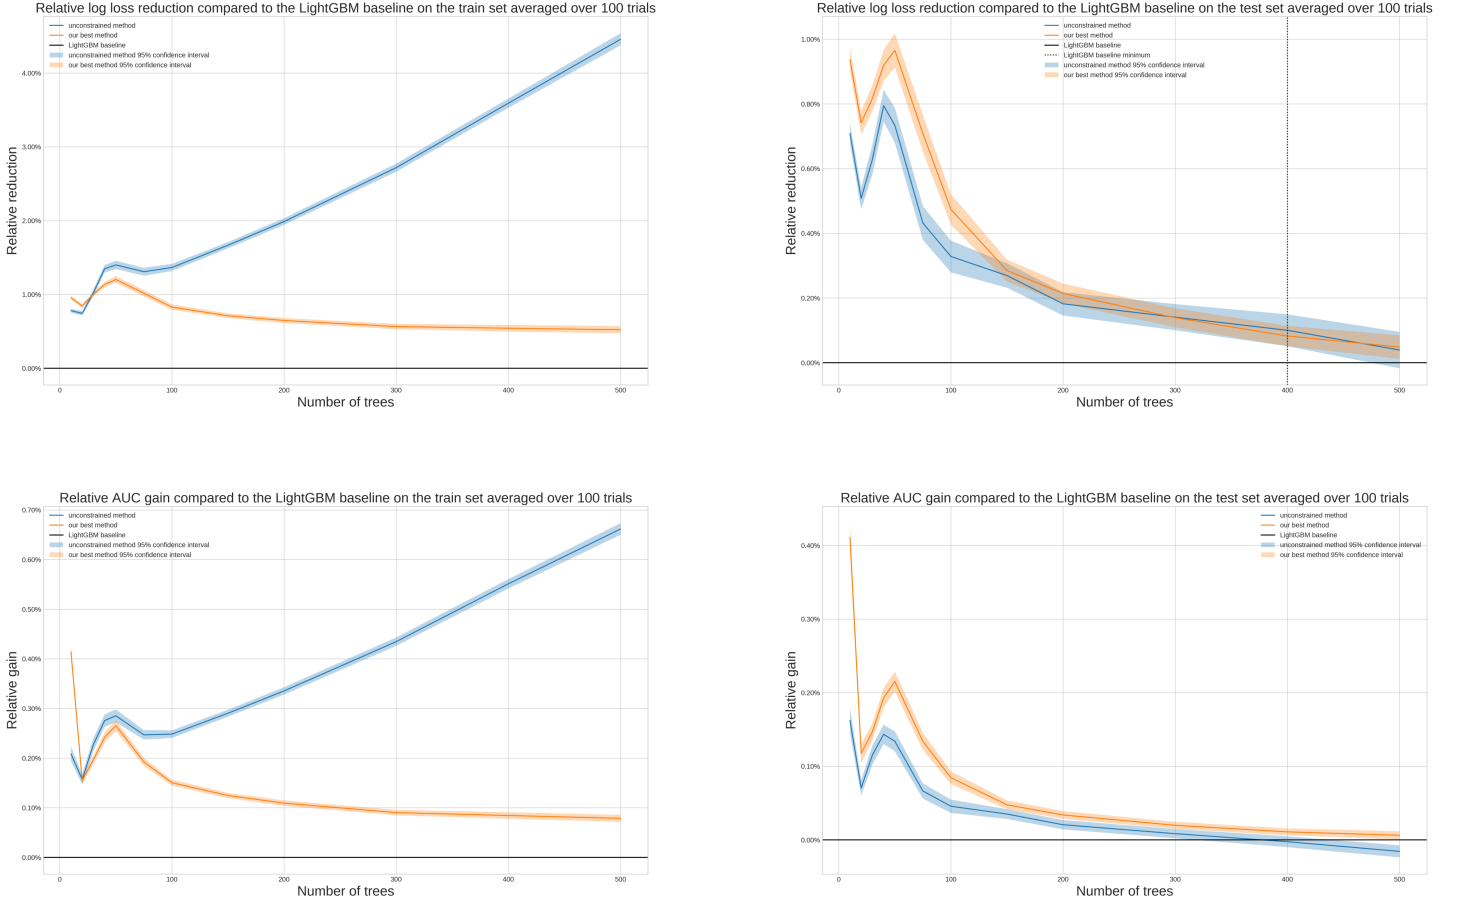 Relative log loss reduction compared to the LightGBM baseline on the train set averaged over 100 trials
unconstrained method
our best method
LightGBM baseline
unconstrained method 95% confidence interval
our best method 95% confidence interval
4.00%
3.00%
2.00%
1.00%
0.00%
Relative reduction
0
100
200
300
400
500
Number of trees
Relative log loss reduction compared to the LightGBM baseline on the test set averaged over 100 trials
unconstrained method
our best method
LightGBM baseline
LightGBM baseline minimum
unconstrained method 95% confidence interval
our best method 95% confidence interval
1.00%
0.80%
0.60%
0.40%
0.20%
0.00%
Relative reduction
0
100
200
300
400
500
Number of trees
Relative AUC gain compared to the LightGBM baseline on the train set averaged over 100 trials
unconstrained method
our best method
LightGBM baseline
unconstrained method 95% confidence interval
our best method 95% confidence interval
0.70%
0.60%
0.50%
0.40%
0.30%
0.20%
0.10%
0.00%
Relative gain
0
100
200
300
400
500
Number of trees
Relative AUC gain compared to the LightGBM baseline on the test set averaged over 100 trials
unconstrained method
our best method
LightGBM baseline
unconstrained method 95% confidence interval
our best method 95% confidence interval
0.40%
0.30%
0.20%
0.10%
0.00%
Relative gain
0
100
200
300
400
500
Number of trees